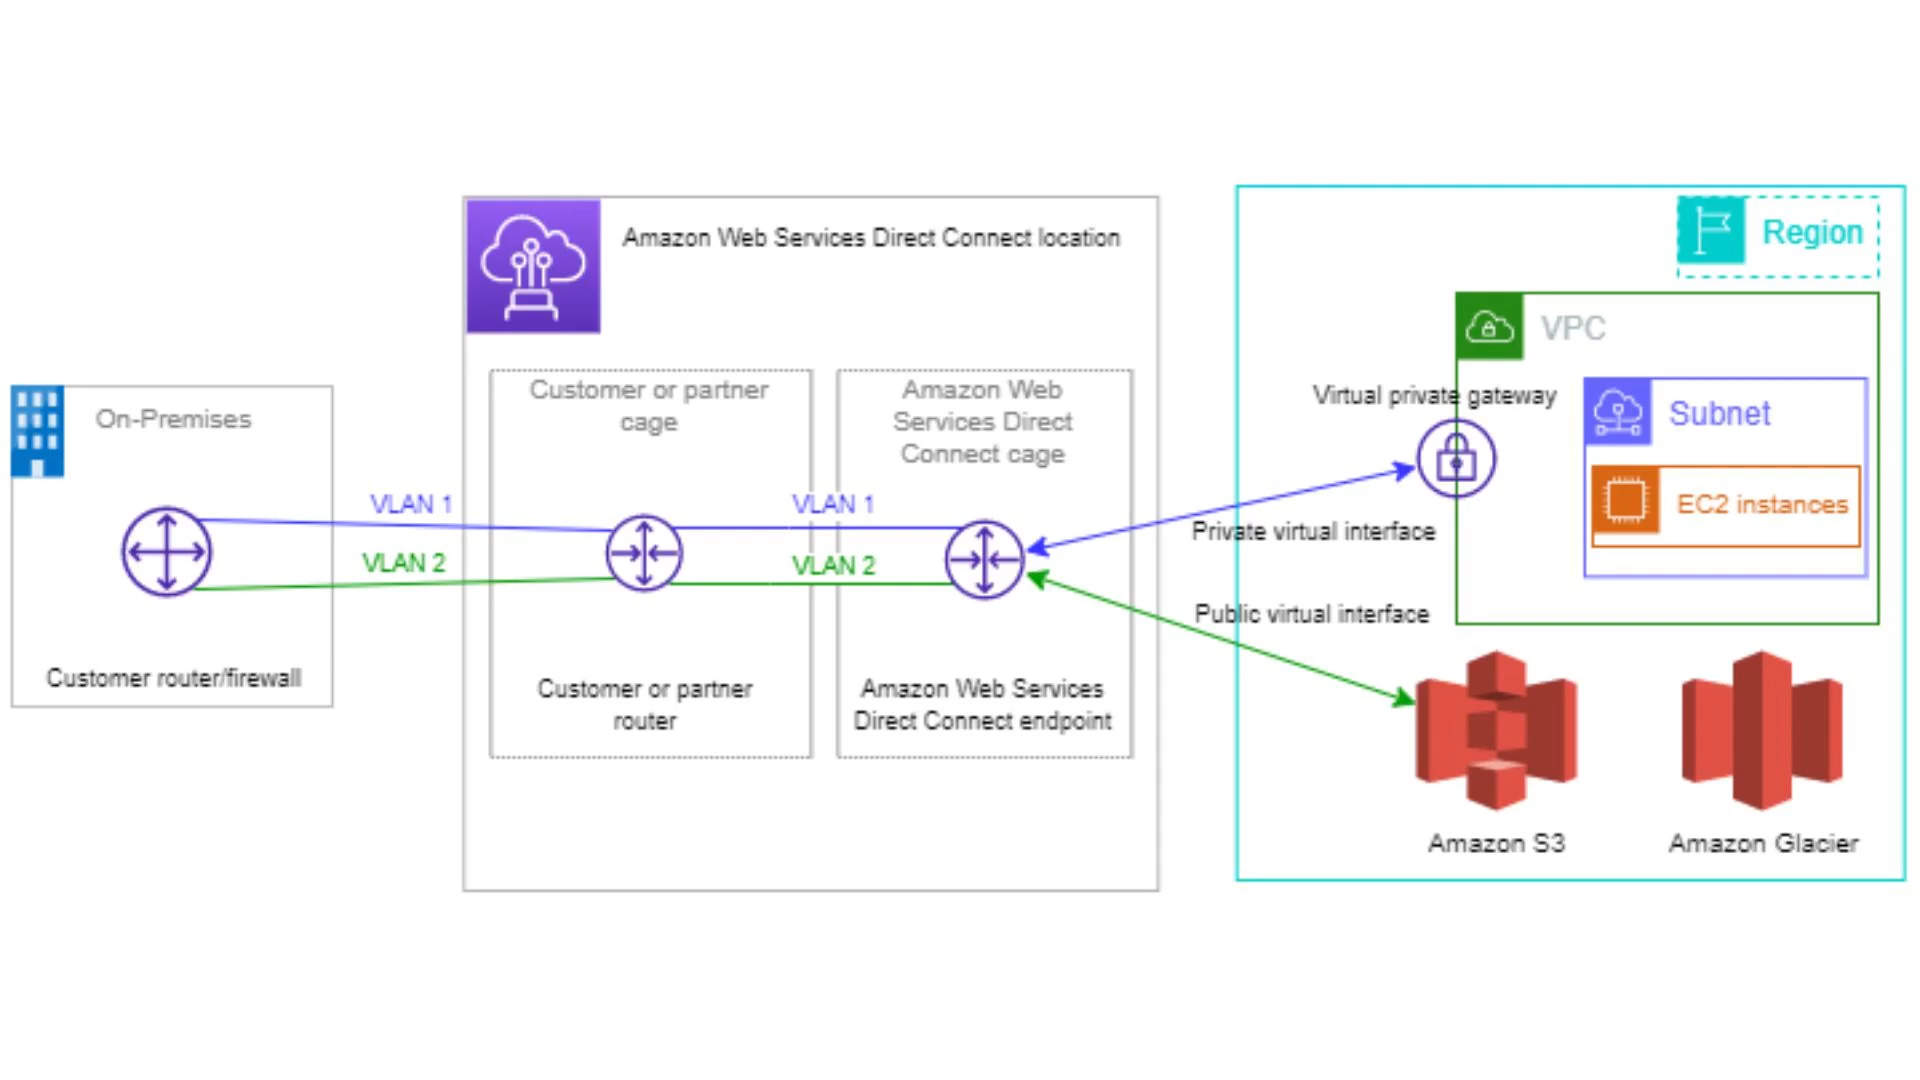 Amazon Web Services Direct Connect location
Region
VPC
Virtual private gateway
Subnet
EC2 instances
On-Premises
Customer or partner
cage
Amazon Web
Services Direct
Connect cage
VLAN 1
VLAN 1
VLAN 2
VLAN 2
Private virtual interface
Public virtual interface
Customer router/firewall
Customer or partner
router
Amazon Web Services
Direct Connect endpoint
Amazon S3
Amazon Glacier